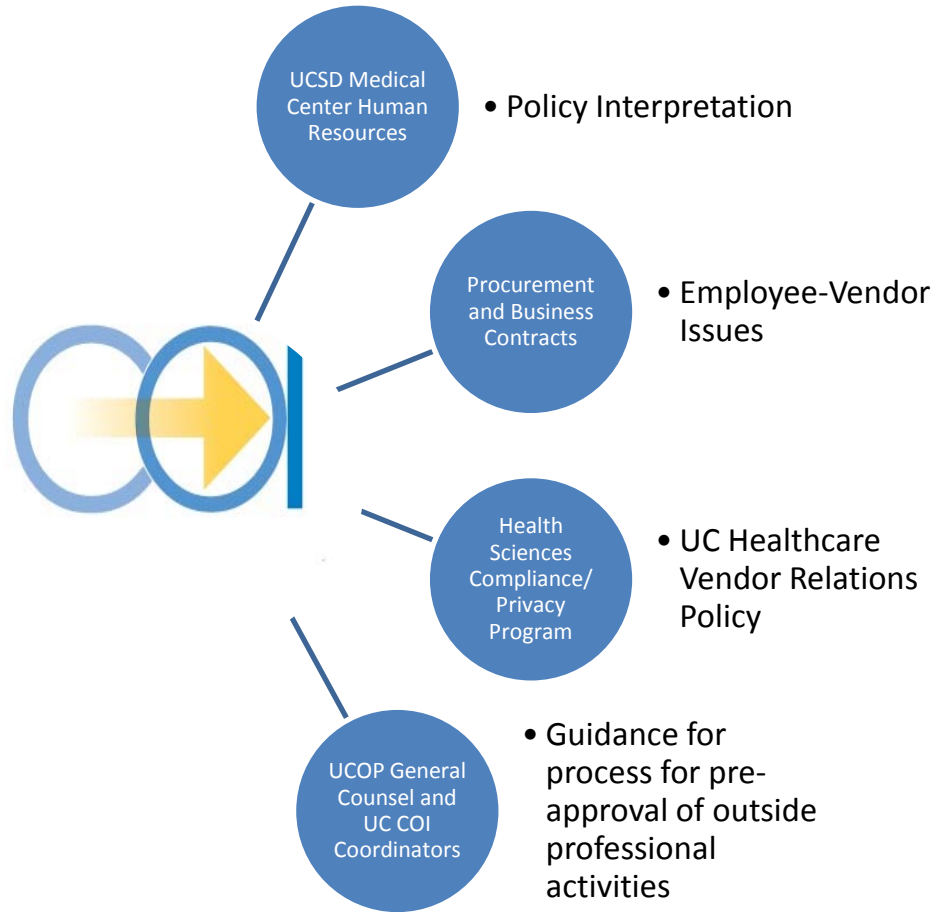 UCSD Medical
Center Human
Resources
• Policy Interpretation
Procurement
and Business
Contracts
• Employee-Vendor
Issues
COI
Health
Sciences
Compliance/
Privacy
Program
• UC Healthcare
Vendor Relations
Policy
UCOP General
Counsel and
UC COI
Coordinators
• Guidance for
process for pre-
approval of outside
professional
activities